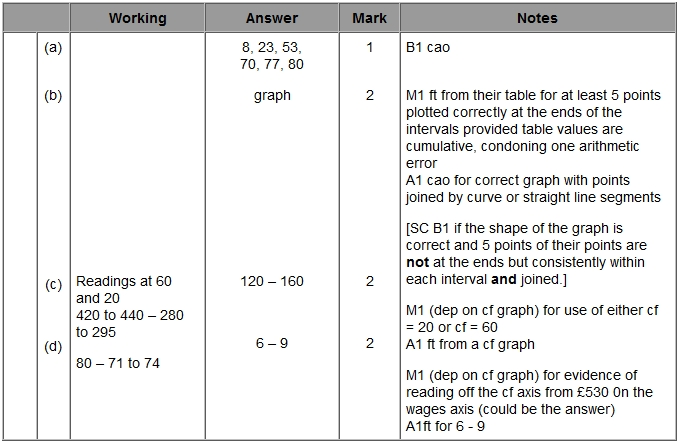 Working Answer Mark Notes
(a) 8, 23, 53, 1 B1 cao
70, 77, 80
(b) graph 2 M1 ft from their table for at least 5 points
plotted correctly at the ends of the
intervals provided table values are
cumulative, condoning one arithmetic
error
A1 cao for correct graph with points
joined by curve or straight line segments
[SC B1 if the shape of the graph is
correct and 5 points of their points are
not at the ends but consistently within
each interval and joined.]
(c) Readings at 60 120 – 160 2
and 20
420 to 440 – 280
to 295
M1 (dep on cf graph) for use of either cf
= 20 or cf = 60
A1 ft from a cf graph
(d) 6 – 9 2
80 – 71 to 74
M1 (dep on cf graph) for evidence of
reading off the cf axis from £530 0n the
wages axis (could be the answer)
A1ft for 6 - 9